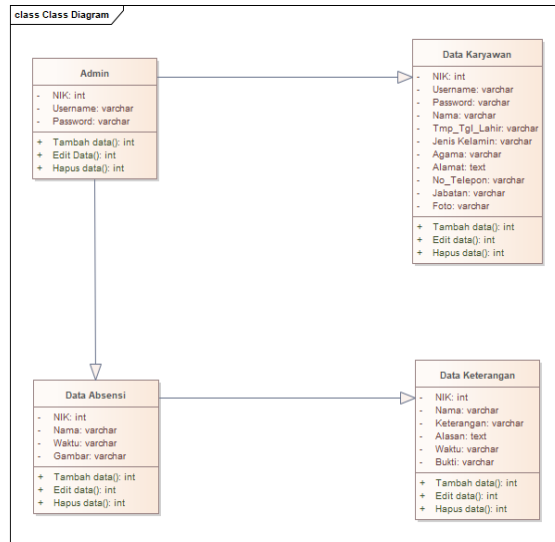 class Class Diagram
Admin
- NIK: int
- Username: varchar
- Password: varchar
+ Tambah data(): int
+ Edit Data(): int
+ Hapus data(): int
Data Karyawan
- NIK: int
- Username: varchar
- Password: varchar
- Nama: varchar
- Tmp_Tgl_Lahir: varchar
- Jenis Kelamin: varchar
- Agama: varchar
- Alamat: text
- No_Telepon: varchar
- Jabatan: varchar
- Foto: varchar
+ Tambah data(): int
+ Edit data(): int
+ Hapus data(): int
Data Absensi
- NIK: int
- Nama: varchar
- Waktu: varchar
- Gambar: varchar
+ Tambah data(): int
+ Edit data(): int
+ Hapus data(): int
Data Keterangan
- NIK: int
- Nama: varchar
- Keterangan: varchar
- Alasan: text
- Waktu: varchar
- Bukti: varchar
+ Tambah data(): int
+ Edit data(): int
+ Hapus data(): int